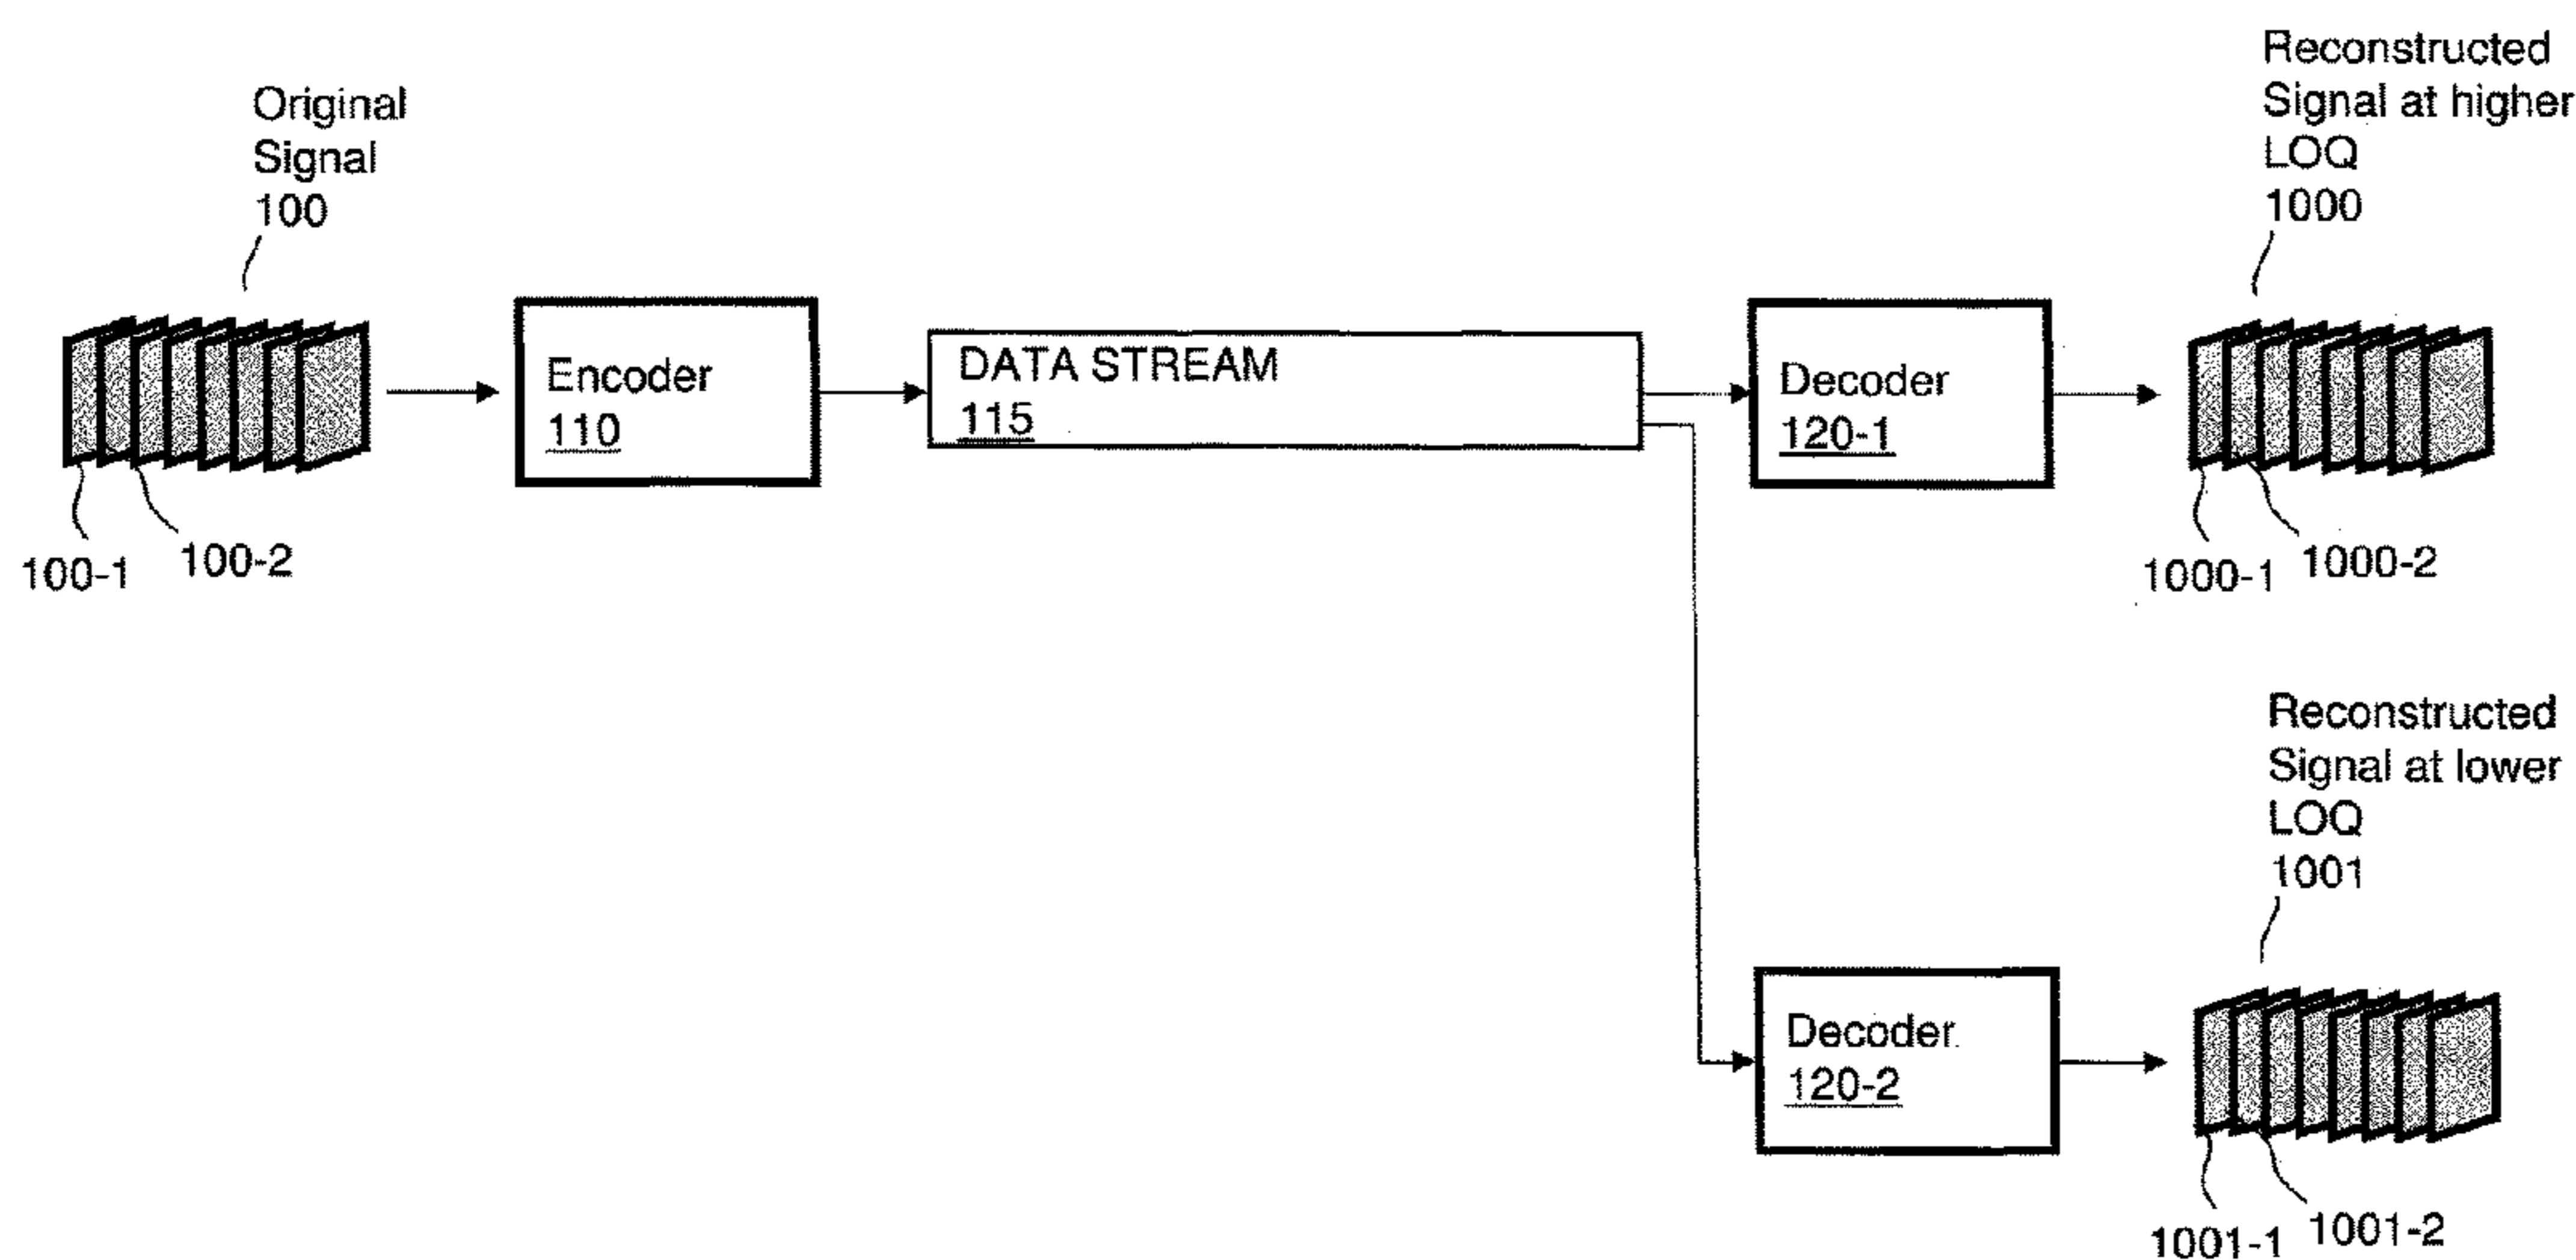 Original
Signal
100
100-1
100-2
Encoder
110
DATA STREAM
115
Decoder
120-1
Reconstructed
Signal at higher
LOQ
1000
1000-1
1000-2
Decoder
120-2
Reconstructed
Signal at lower
LOQ
1001
1001-1
1001-2